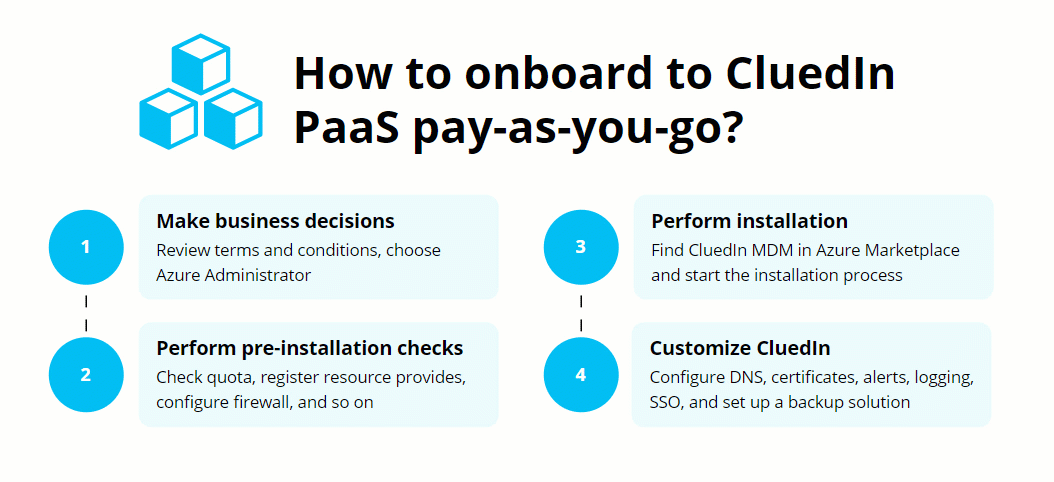 How to onboard to CluedIn
PaaS pay-as-you-go?
1
Make business decisions
Review terms and conditions, choose
Azure Administrator
2
Perform pre-installation checks
Check quota, register resource provides,
configure firewall, and so on
3
Perform installation
Find CluedIn MDM in Azure Marketplace
and start the installation process
4
Customize CluedIn
Configure DNS, certificates, alerts, logging,
SSO, and set up a backup solution